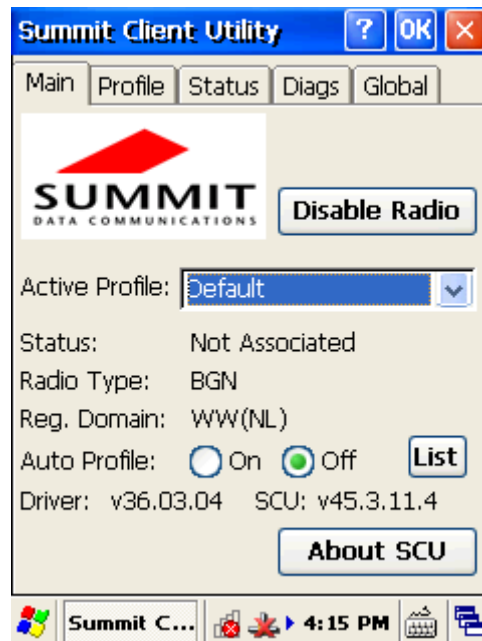 Summit Client Utility ? OK
Main Profile Status Diags Global
SUMMIT
DATA COMMUNICATIONS
Disable Radio
Active Profile: Default
Status: Not Associated
Radio Type: BGN
Reg. Domain: WW(NL)
Auto Profile: On Off List
Driver: v36.03.04 SCU: v45.3.11.4
About SCU
Summit C... 4:15 PM